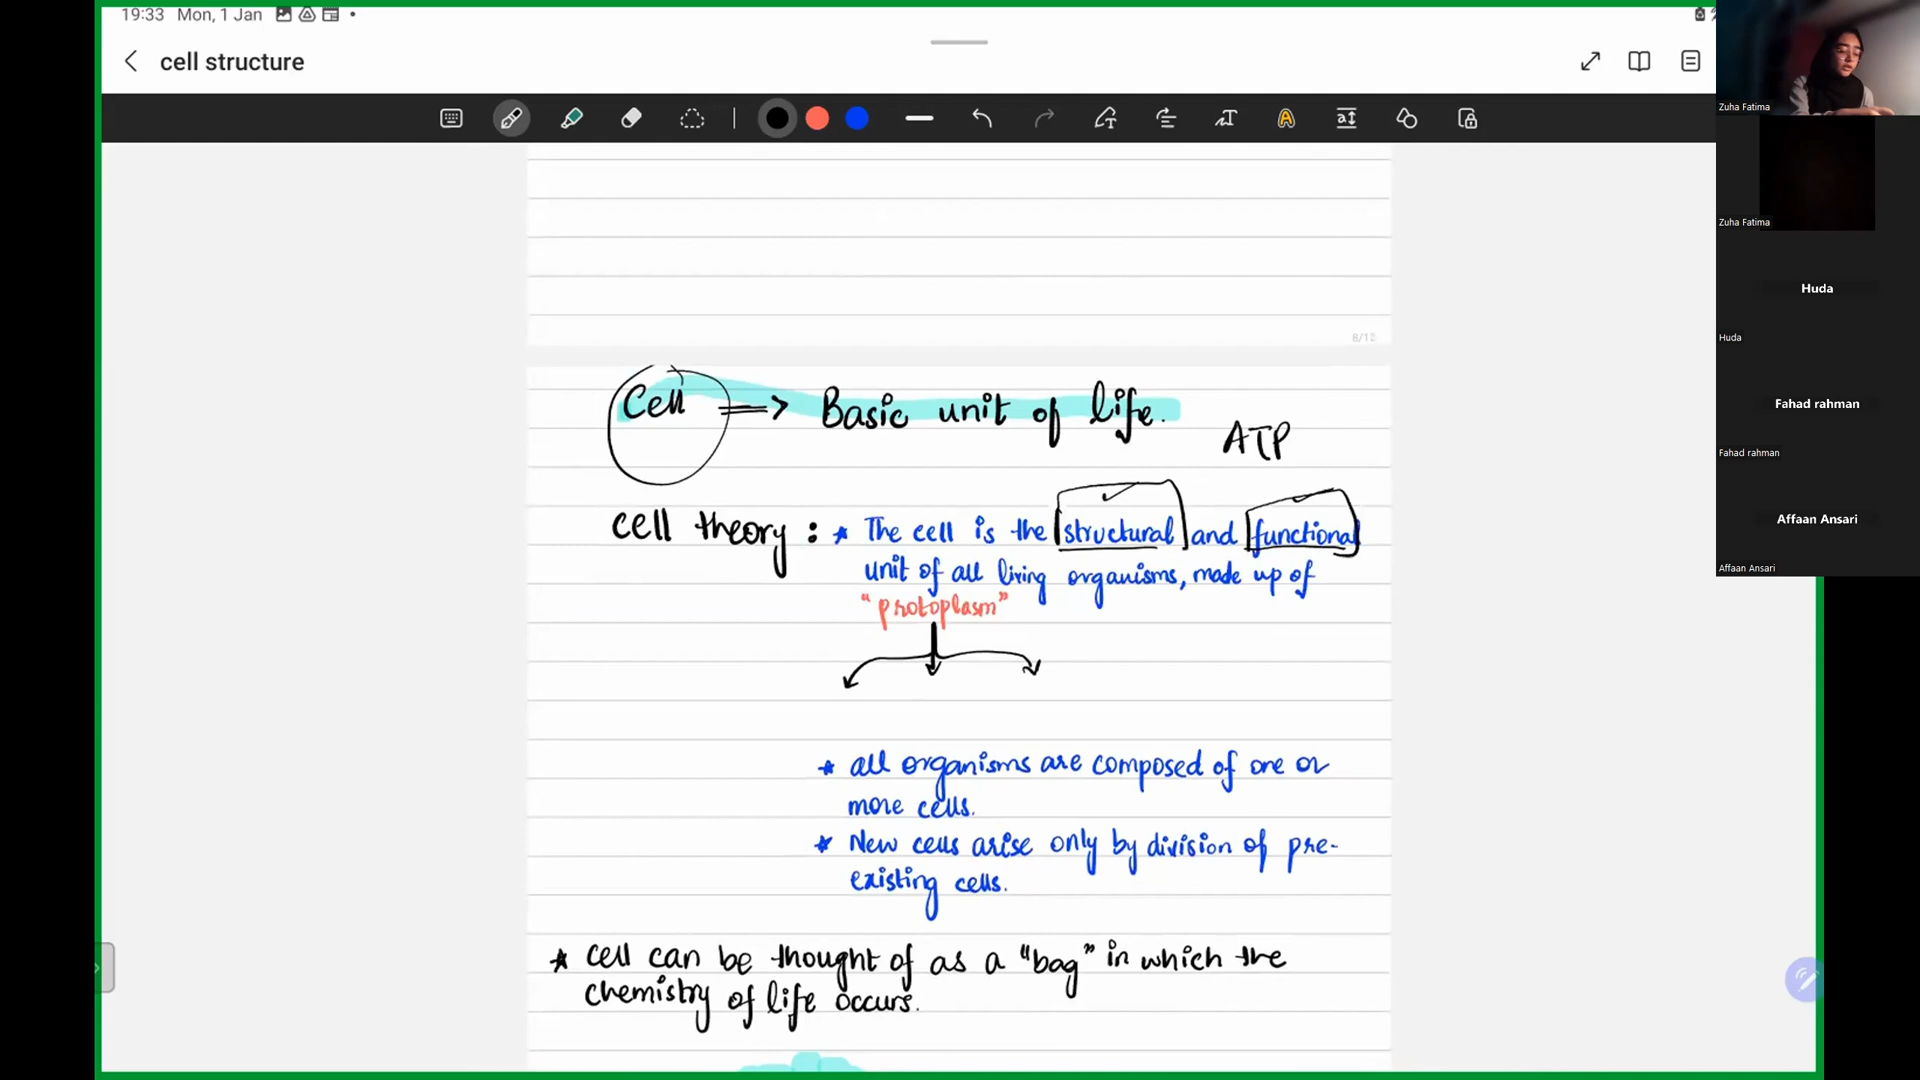 19:33 Mon, 1 Jan
cell structure
Zuha Fatima
Zuha Fatima
Huda
Huda
Fahad rahman
Fahad rahman
Affaan Ansari
Affaan Ansari
Cell => Basic unit of life.
ATP
cell theory : * The cell is the structural and functional
unit of all living organisms, made up of
"protoplasm"
* all organisms are composed of one or
more cells.
* New cells arise only by division of pre-
existing cells.
* cell can be thought of as a "bag" in which the
chemistry of life occurs.